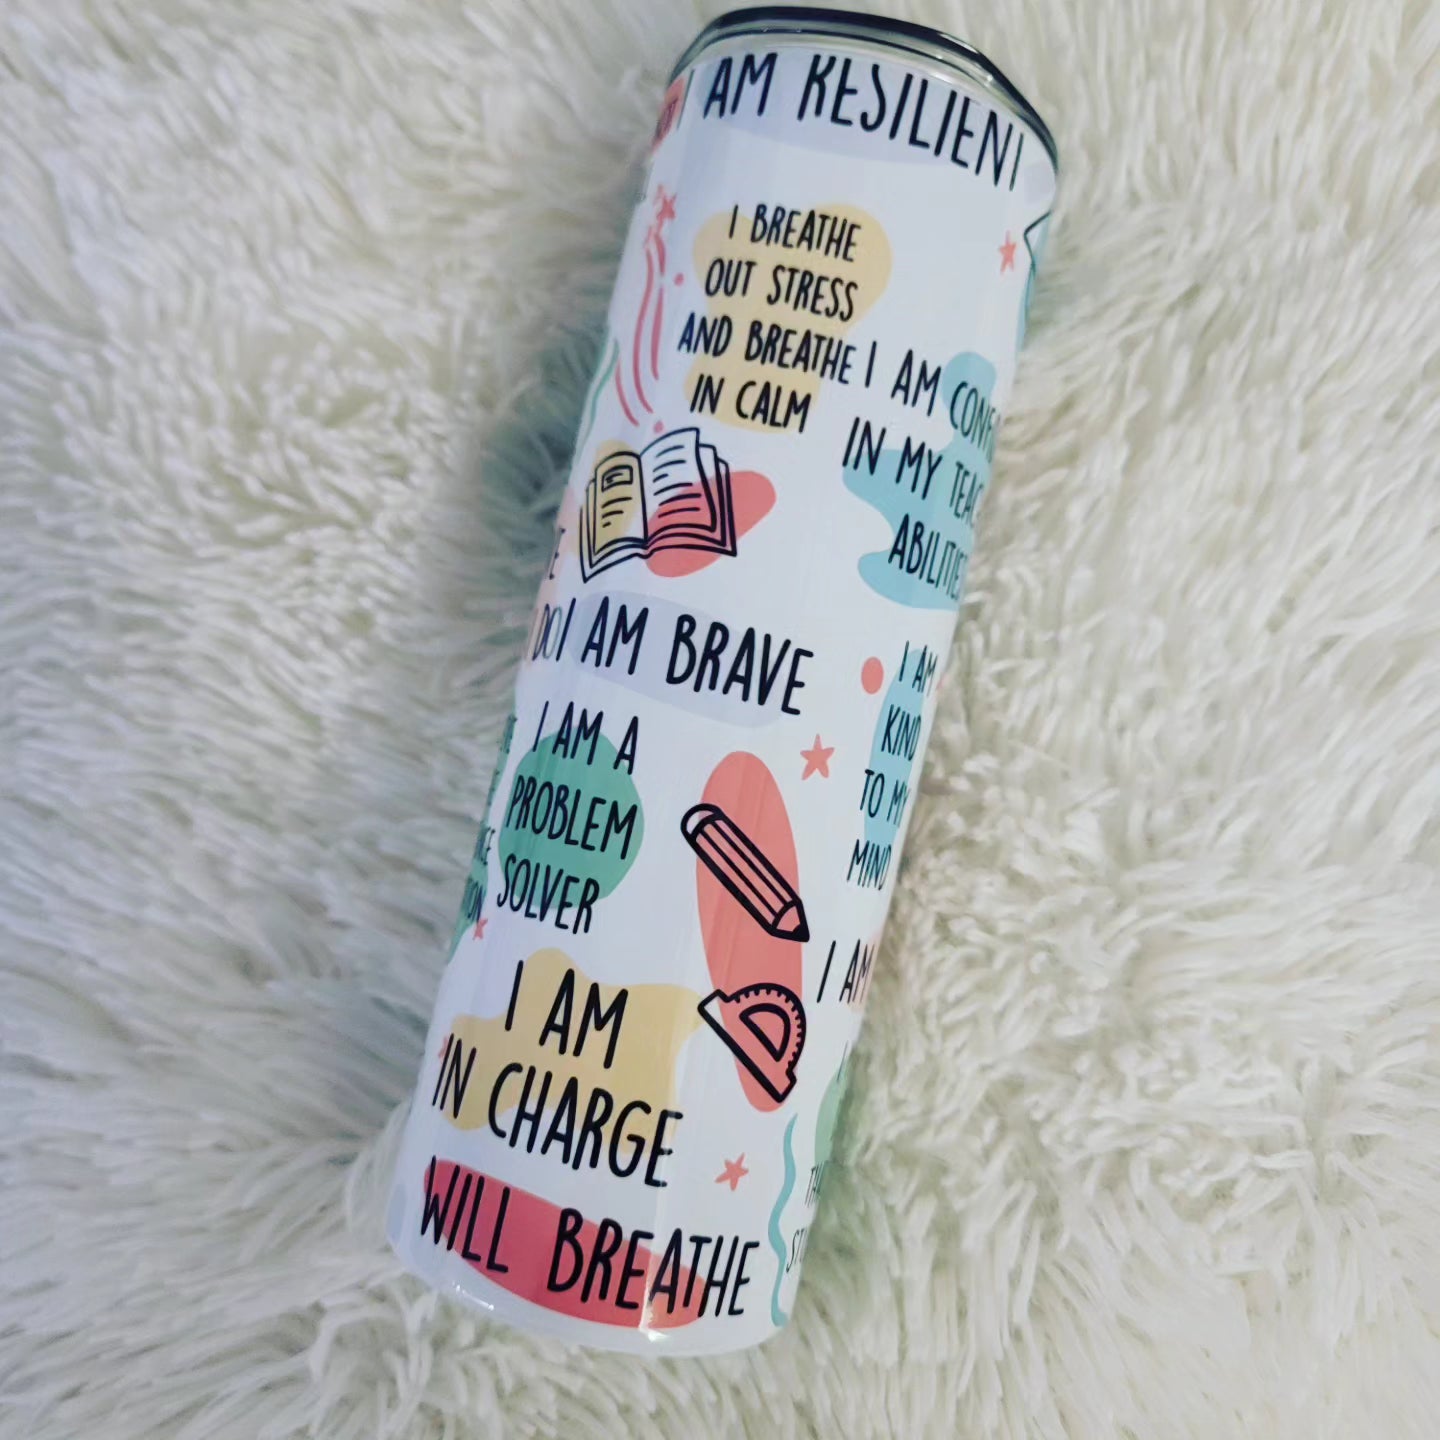 I AM RESILIENT
I BREATHE
OUT STRESS
AND BREATHE
IN CALM
I AM
IN MY
I AM BRAVE
I AM A
PROBLEM
SOLVER
I AM
KIND
TO MY
MIND
I AM
I AM
IN CHARGE
WILL BREATHE